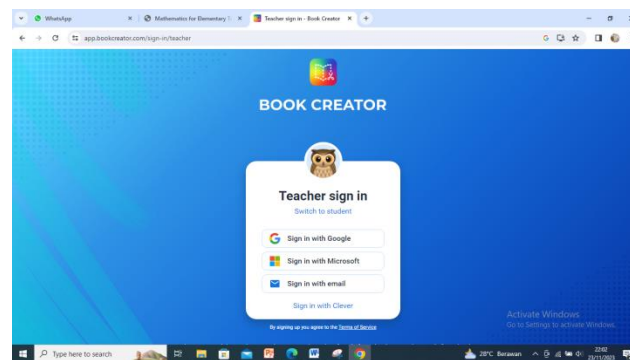 WhatsApp
Mathematics for Elementary
Teacher sign in - Book Creator
app.bookcreator.com/sign-in/teacher
BOOK CREATOR
Teacher sign in
Switch to student
Sign in with Google
Sign in with Microsoft
Sign in with email
Sign in with Clever
By signing up you agree to the Terms of Service
Activate Windows
Go to Settings to activate Windows.
Type here to search
28°C Berawan
22:02
23/11/2023